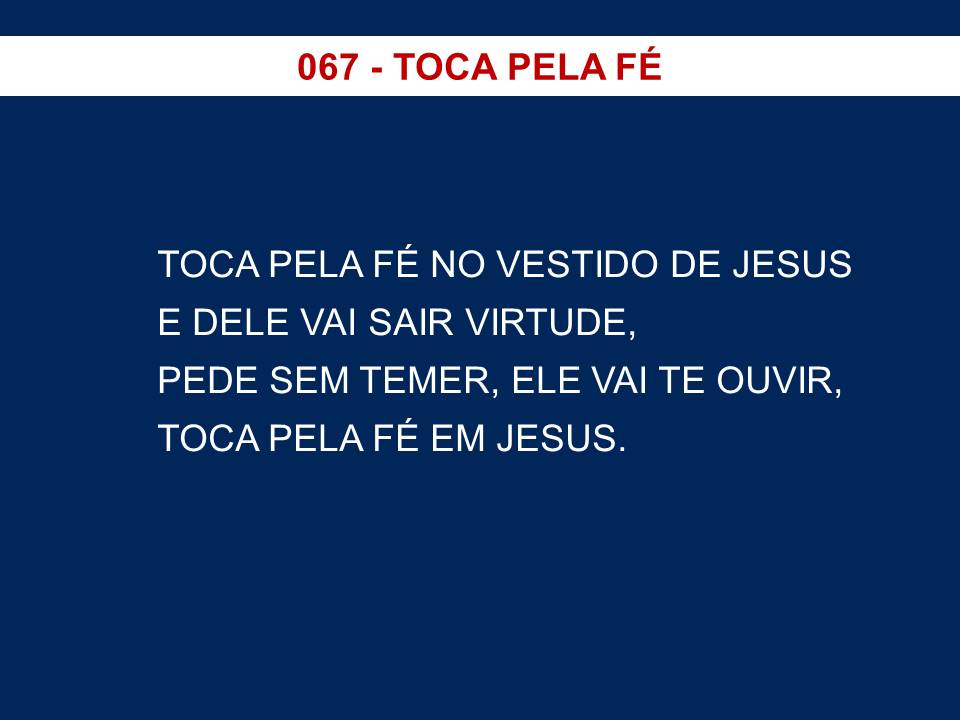 067 - TOCA PELA FÉ
TOCA PELA FÉ NO VESTIDO DE JESUS
E DELE VAI SAIR VIRTUDE,
PEDE SEM TEMER, ELE VAI TE OUVIR,
TOCA PELA FÉ EM JESUS.